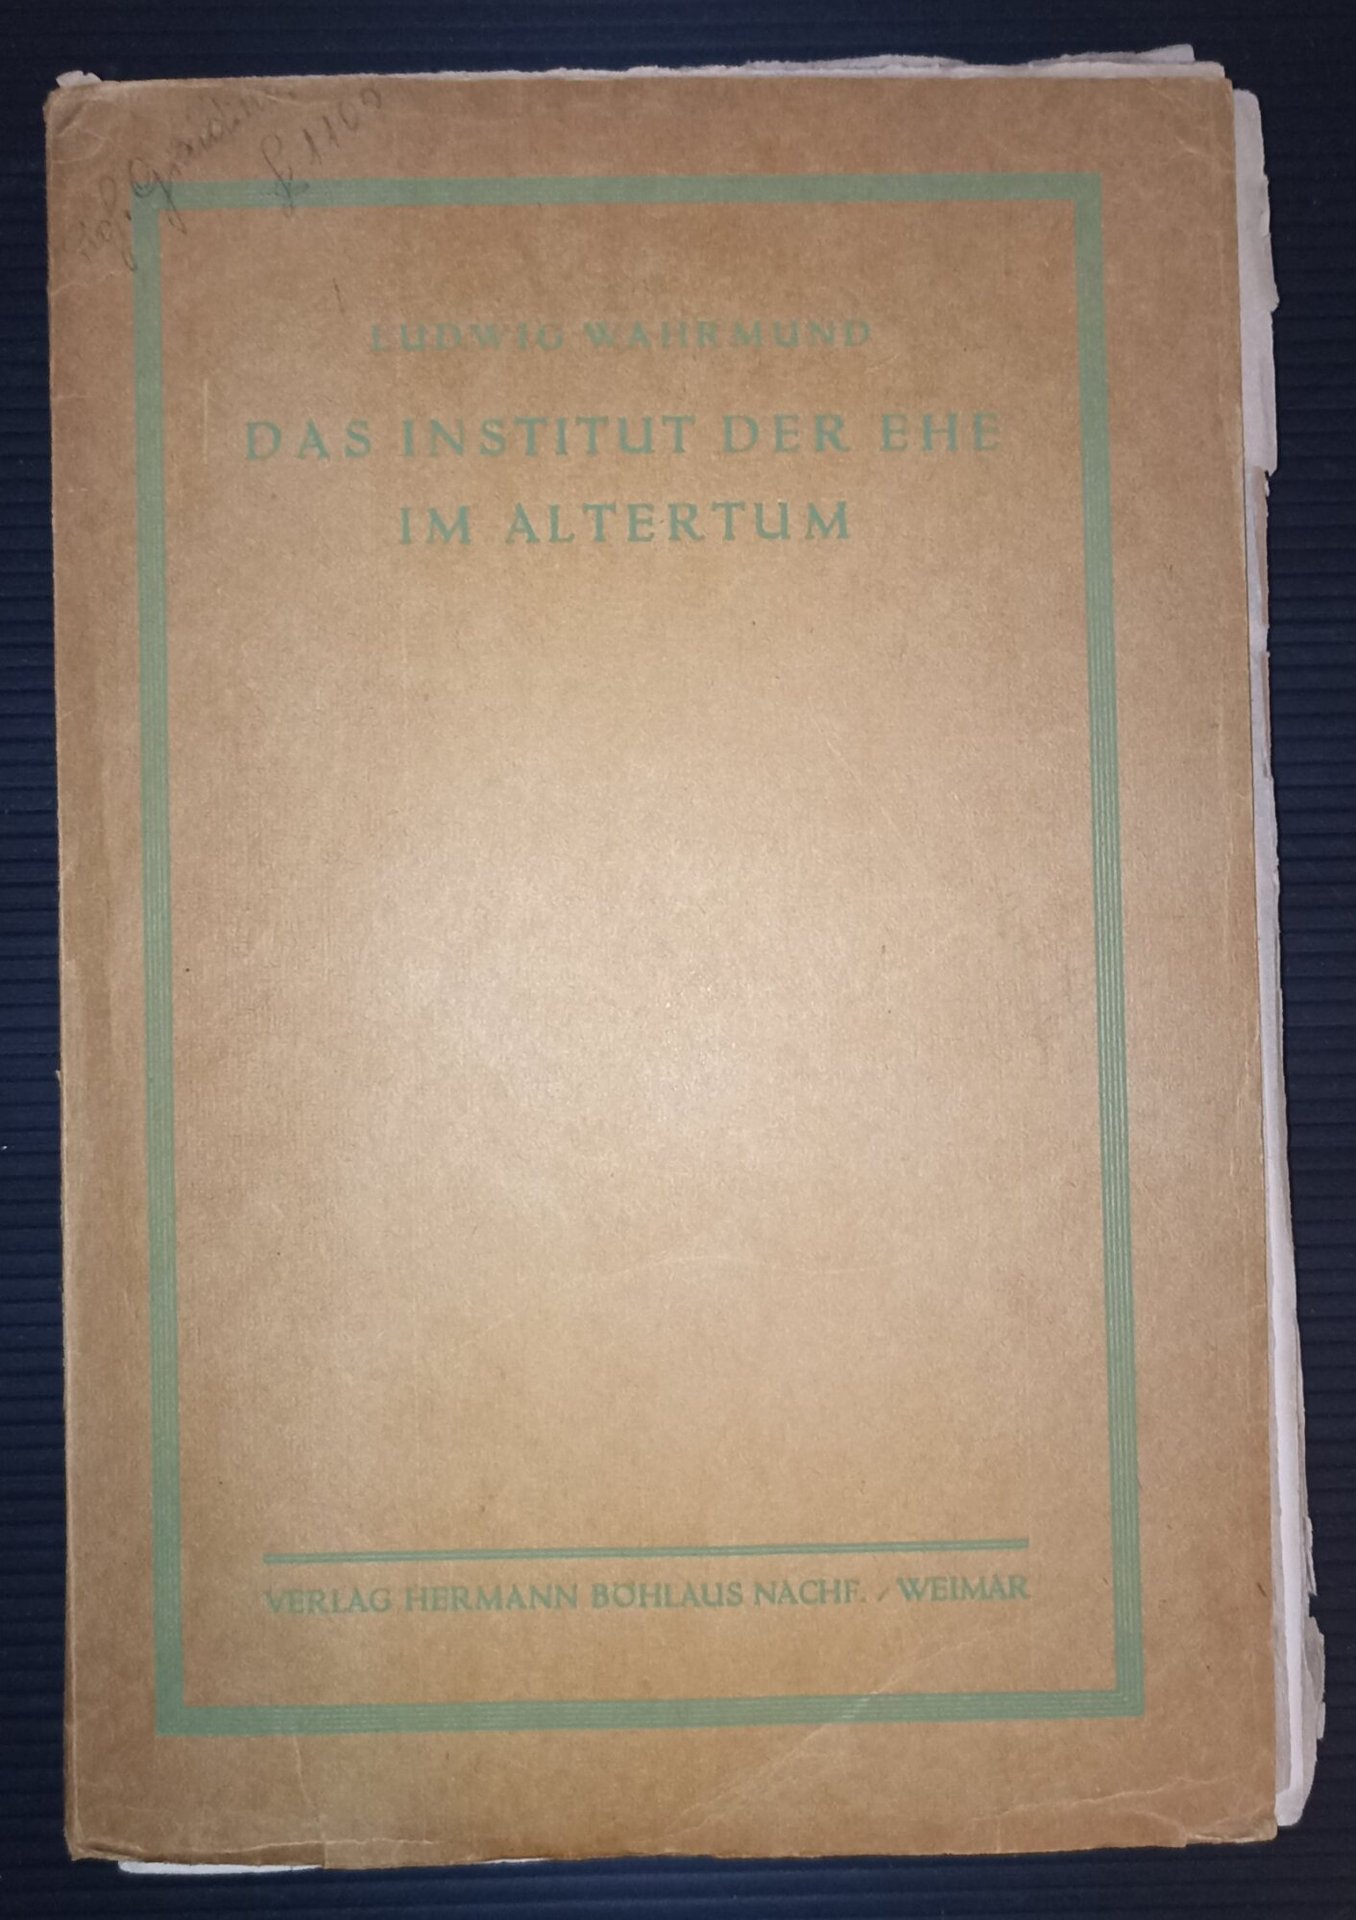 LUDWIG WAHRMUND
DAS INSTITUT DER EHE
IM ALTERTUM
VERLAG HERMANN BÖHLAUS NACHF. / WEIMAR